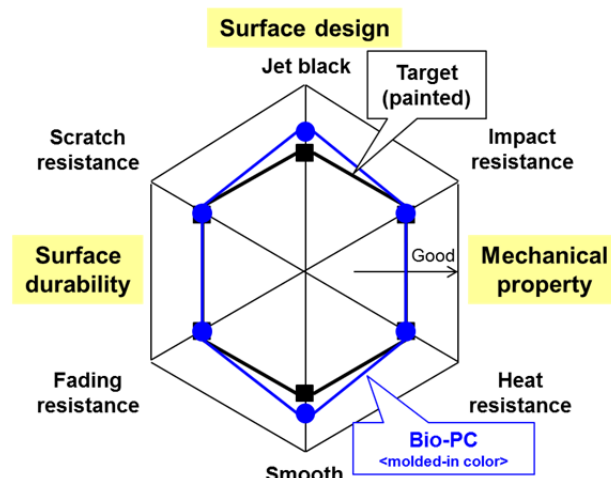 Surface design
Jet black
Target
(painted)
Scratch
resistance
Impact
resistance
Surface
durability
Good
Mechanical
property
Fading
resistance
Heat
resistance
Bio-PC
<molded-in color>
Smooth